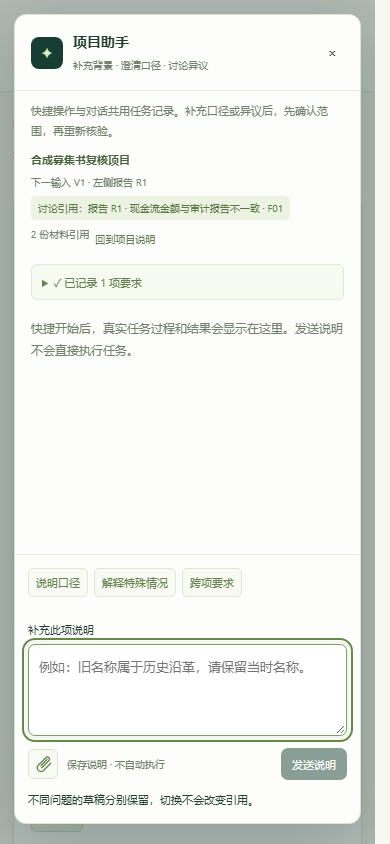 项目助手
补充背景 · 澄清口径 · 讨论异议
×
快捷操作与对话共用任务记录。补充口径或异议后，先确认范
围，再重新核验。
合成募集书复核项目
下一输入 V1 · 左侧报告 R1
讨论引用：报告 R1 · 现金流金额与审计报告不一致 · F01
2 份材料引用 回到项目说明
▶ ✓ 已记录 1 项要求
快捷开始后，真实任务过程和结果会显示在这里。发送说明
不会直接执行任务。
说明口径 解释特殊情况 跨项要求
补充此项说明
例如：旧名称属于历史沿革，请保留当时名称。
保存说明 · 不自动执行 发送说明
不同问题的草稿分别保留，切换不会改变引用。